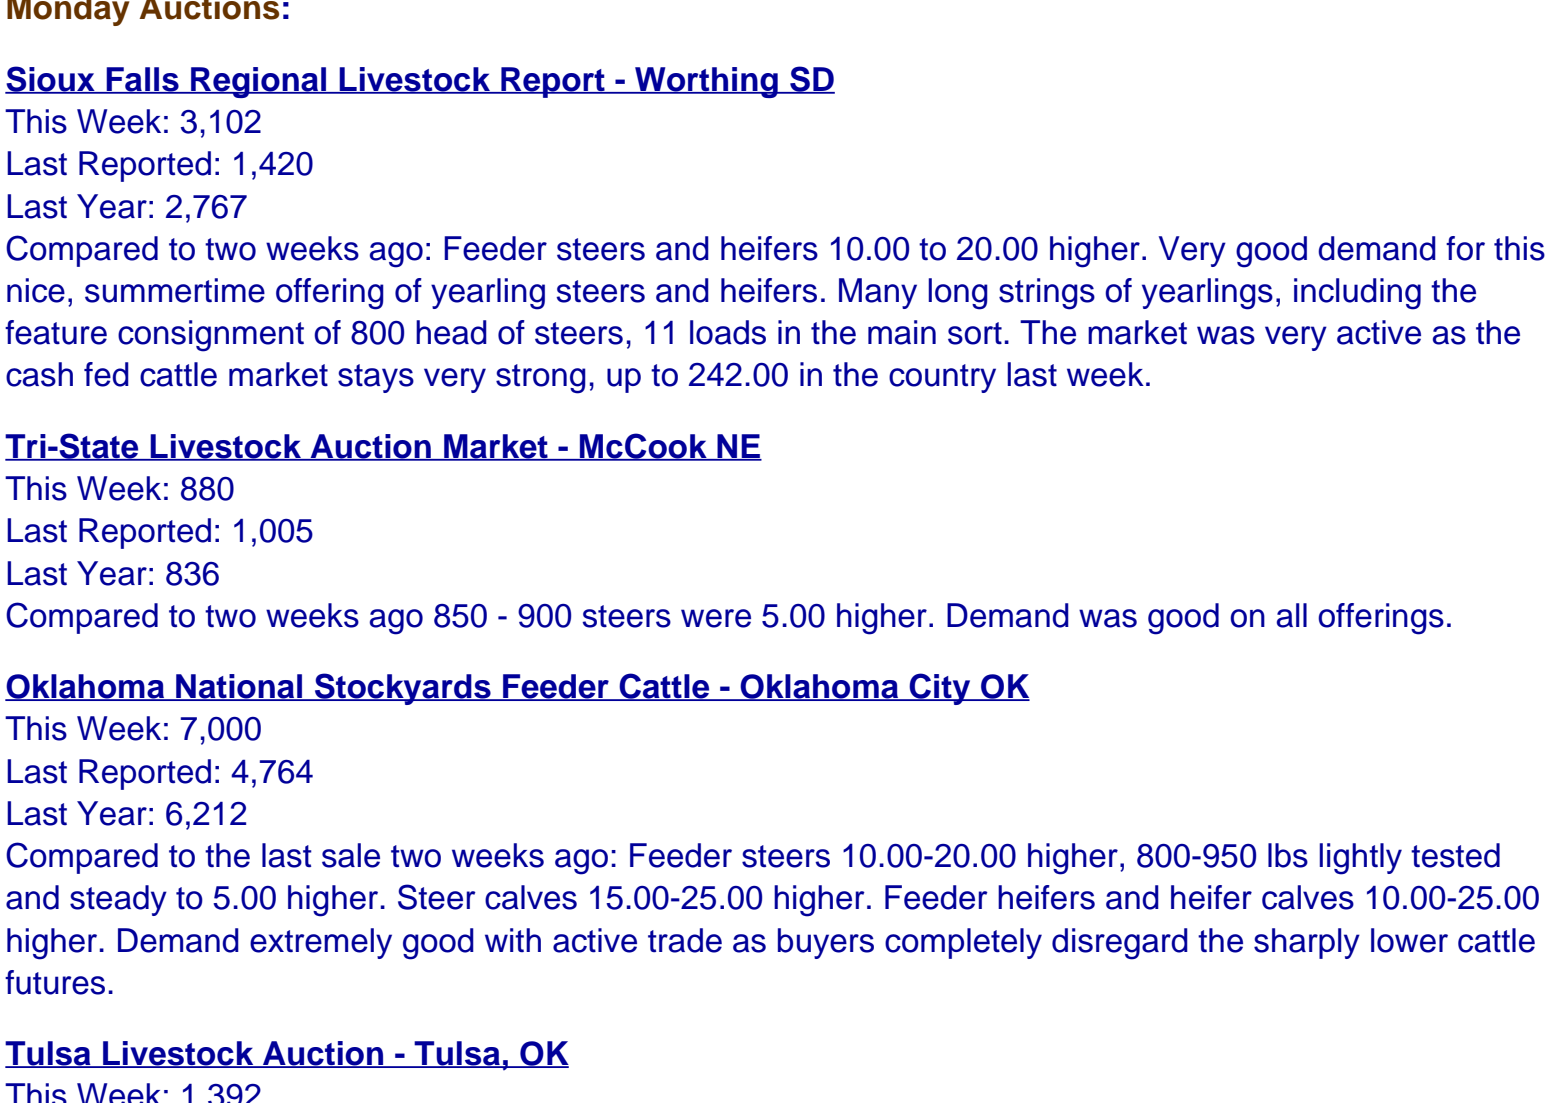 Monday Auctions:
Sioux Falls Regional Livestock Report - Worthing SD
This Week: 3,102
Last Reported: 1,420
Last Year: 2,767
Compared to two weeks ago: Feeder steers and heifers 10.00 to 20.00 higher. Very good demand for this
nice, summertime offering of yearling steers and heifers. Many long strings of yearlings, including the
feature consignment of 800 head of steers, 11 loads in the main sort. The market was very active as the
cash fed cattle market stays very strong, up to 242.00 in the country last week.
Tri-State Livestock Auction Market - McCook NE
This Week: 880
Last Reported: 1,005
Last Year: 836
Compared to two weeks ago 850 - 900 steers were 5.00 higher. Demand was good on all offerings.
Oklahoma National Stockyards Feeder Cattle - Oklahoma City OK
This Week: 7,000
Last Reported: 4,764
Last Year: 6,212
Compared to the last sale two weeks ago: Feeder steers 10.00-20.00 higher, 800-950 lbs lightly tested
and steady to 5.00 higher. Steer calves 15.00-25.00 higher. Feeder heifers and heifer calves 10.00-25.00
higher. Demand extremely good with active trade as buyers completely disregard the sharply lower cattle
futures.
Tulsa Livestock Auction - Tulsa, OK
This Week: 1,392